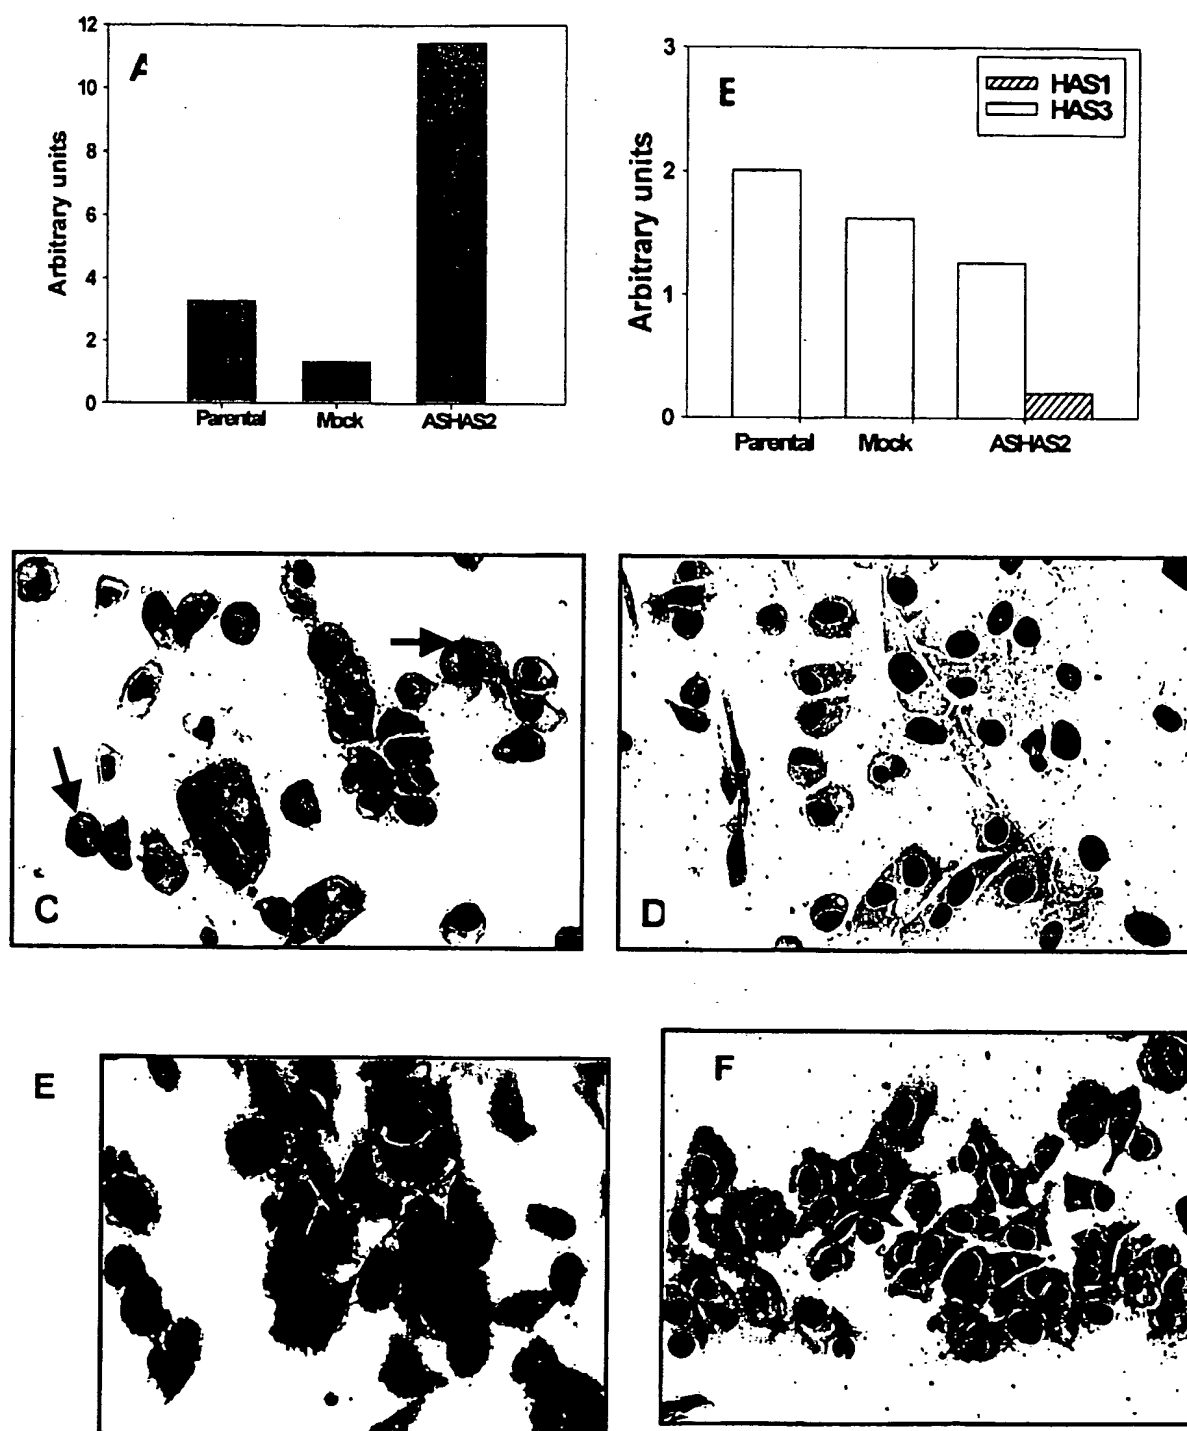 A
Arbitrary units
12
10
8
6
4
2
0
Parental Mock ASHAS2
HAS1
HAS3
Arbitrary units
3
2
1
0
Parental Mock ASHAS2
C
D
E
F